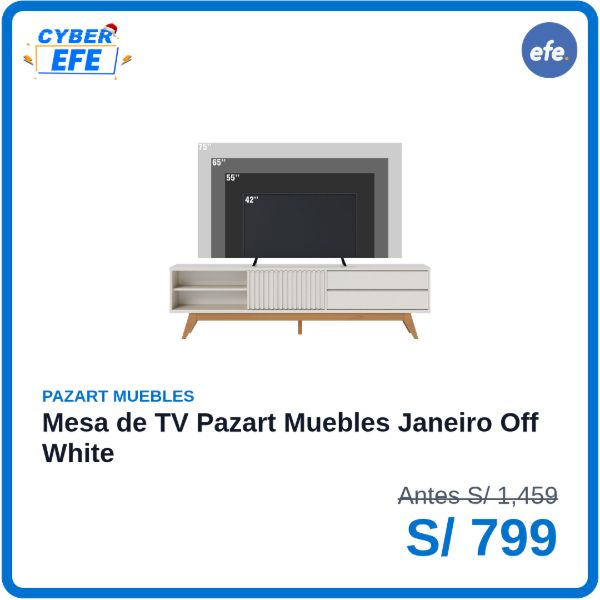 CYBER
EFE
efe.
75"
65"
55"
42"
PAZART MUEBLES
Mesa de TV Pazart Muebles Janeiro Off
White
Antes S/ 1,459
S/ 799